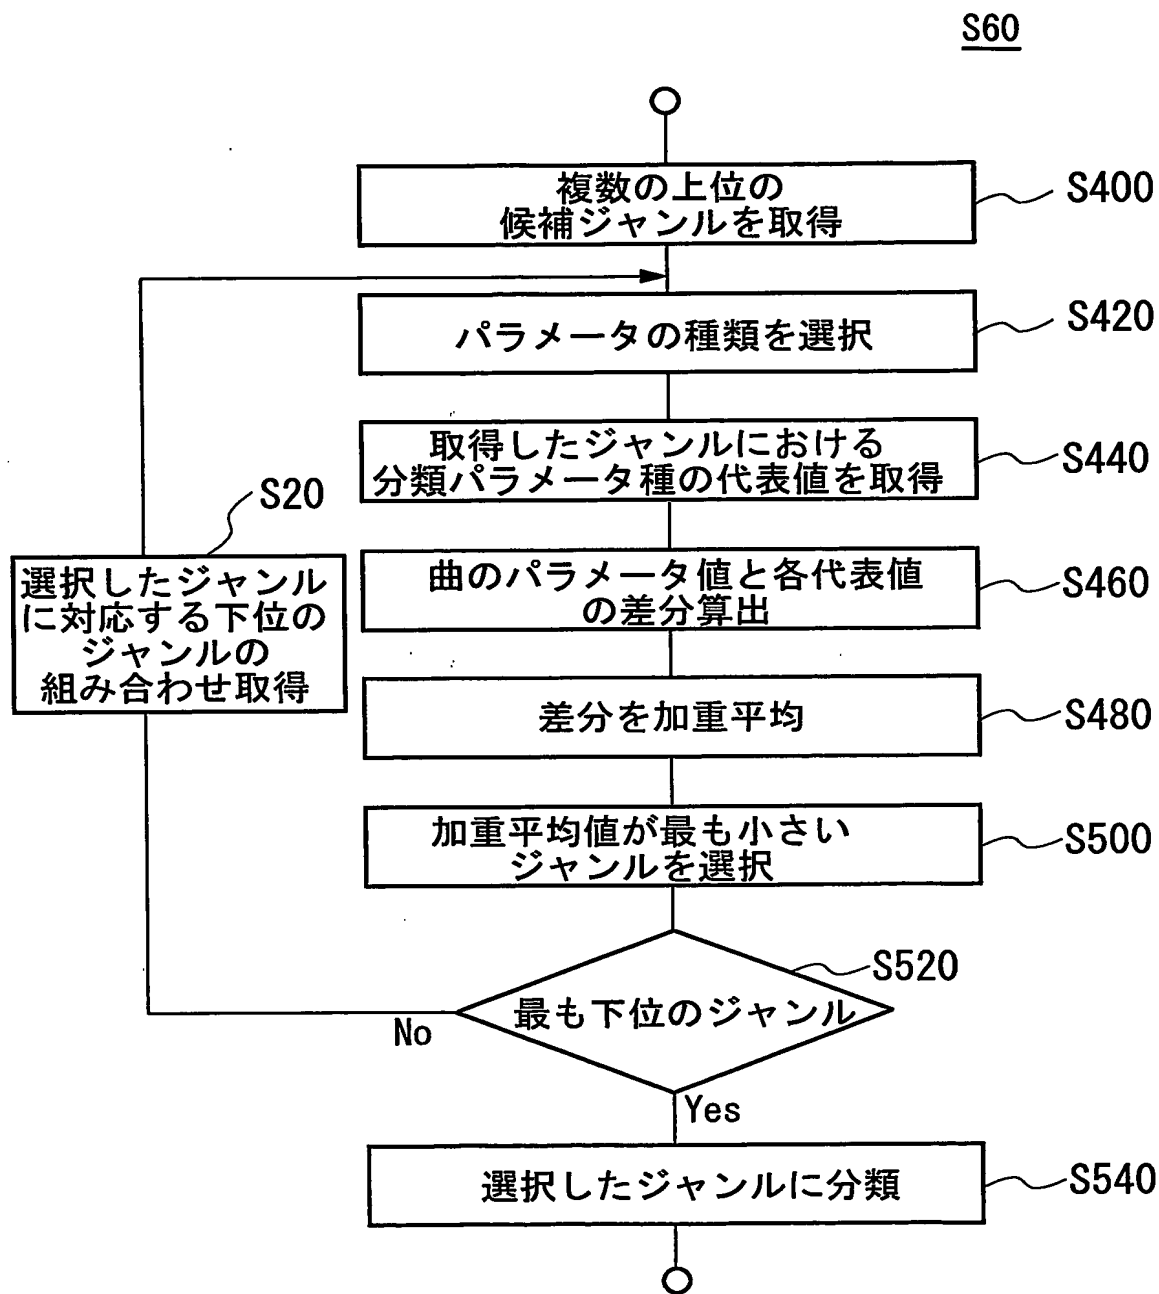 S60
複数の上位の
候補ジャンルを取得
S400
パラメータの種類を選択
S420
取得したジャンルにおける
分類パラメータ種の代表値を取得
S440
S20
選択したジャンル
に対応する下位の
ジャンルの
組み合わせ取得
曲のパラメータ値と各代表値
の差分算出
S460
差分を加重平均
S480
加重平均値が最も小さい
ジャンルを選択
S500
S520
最も下位のジャンル
No
Yes
選択したジャンルに分類
S540